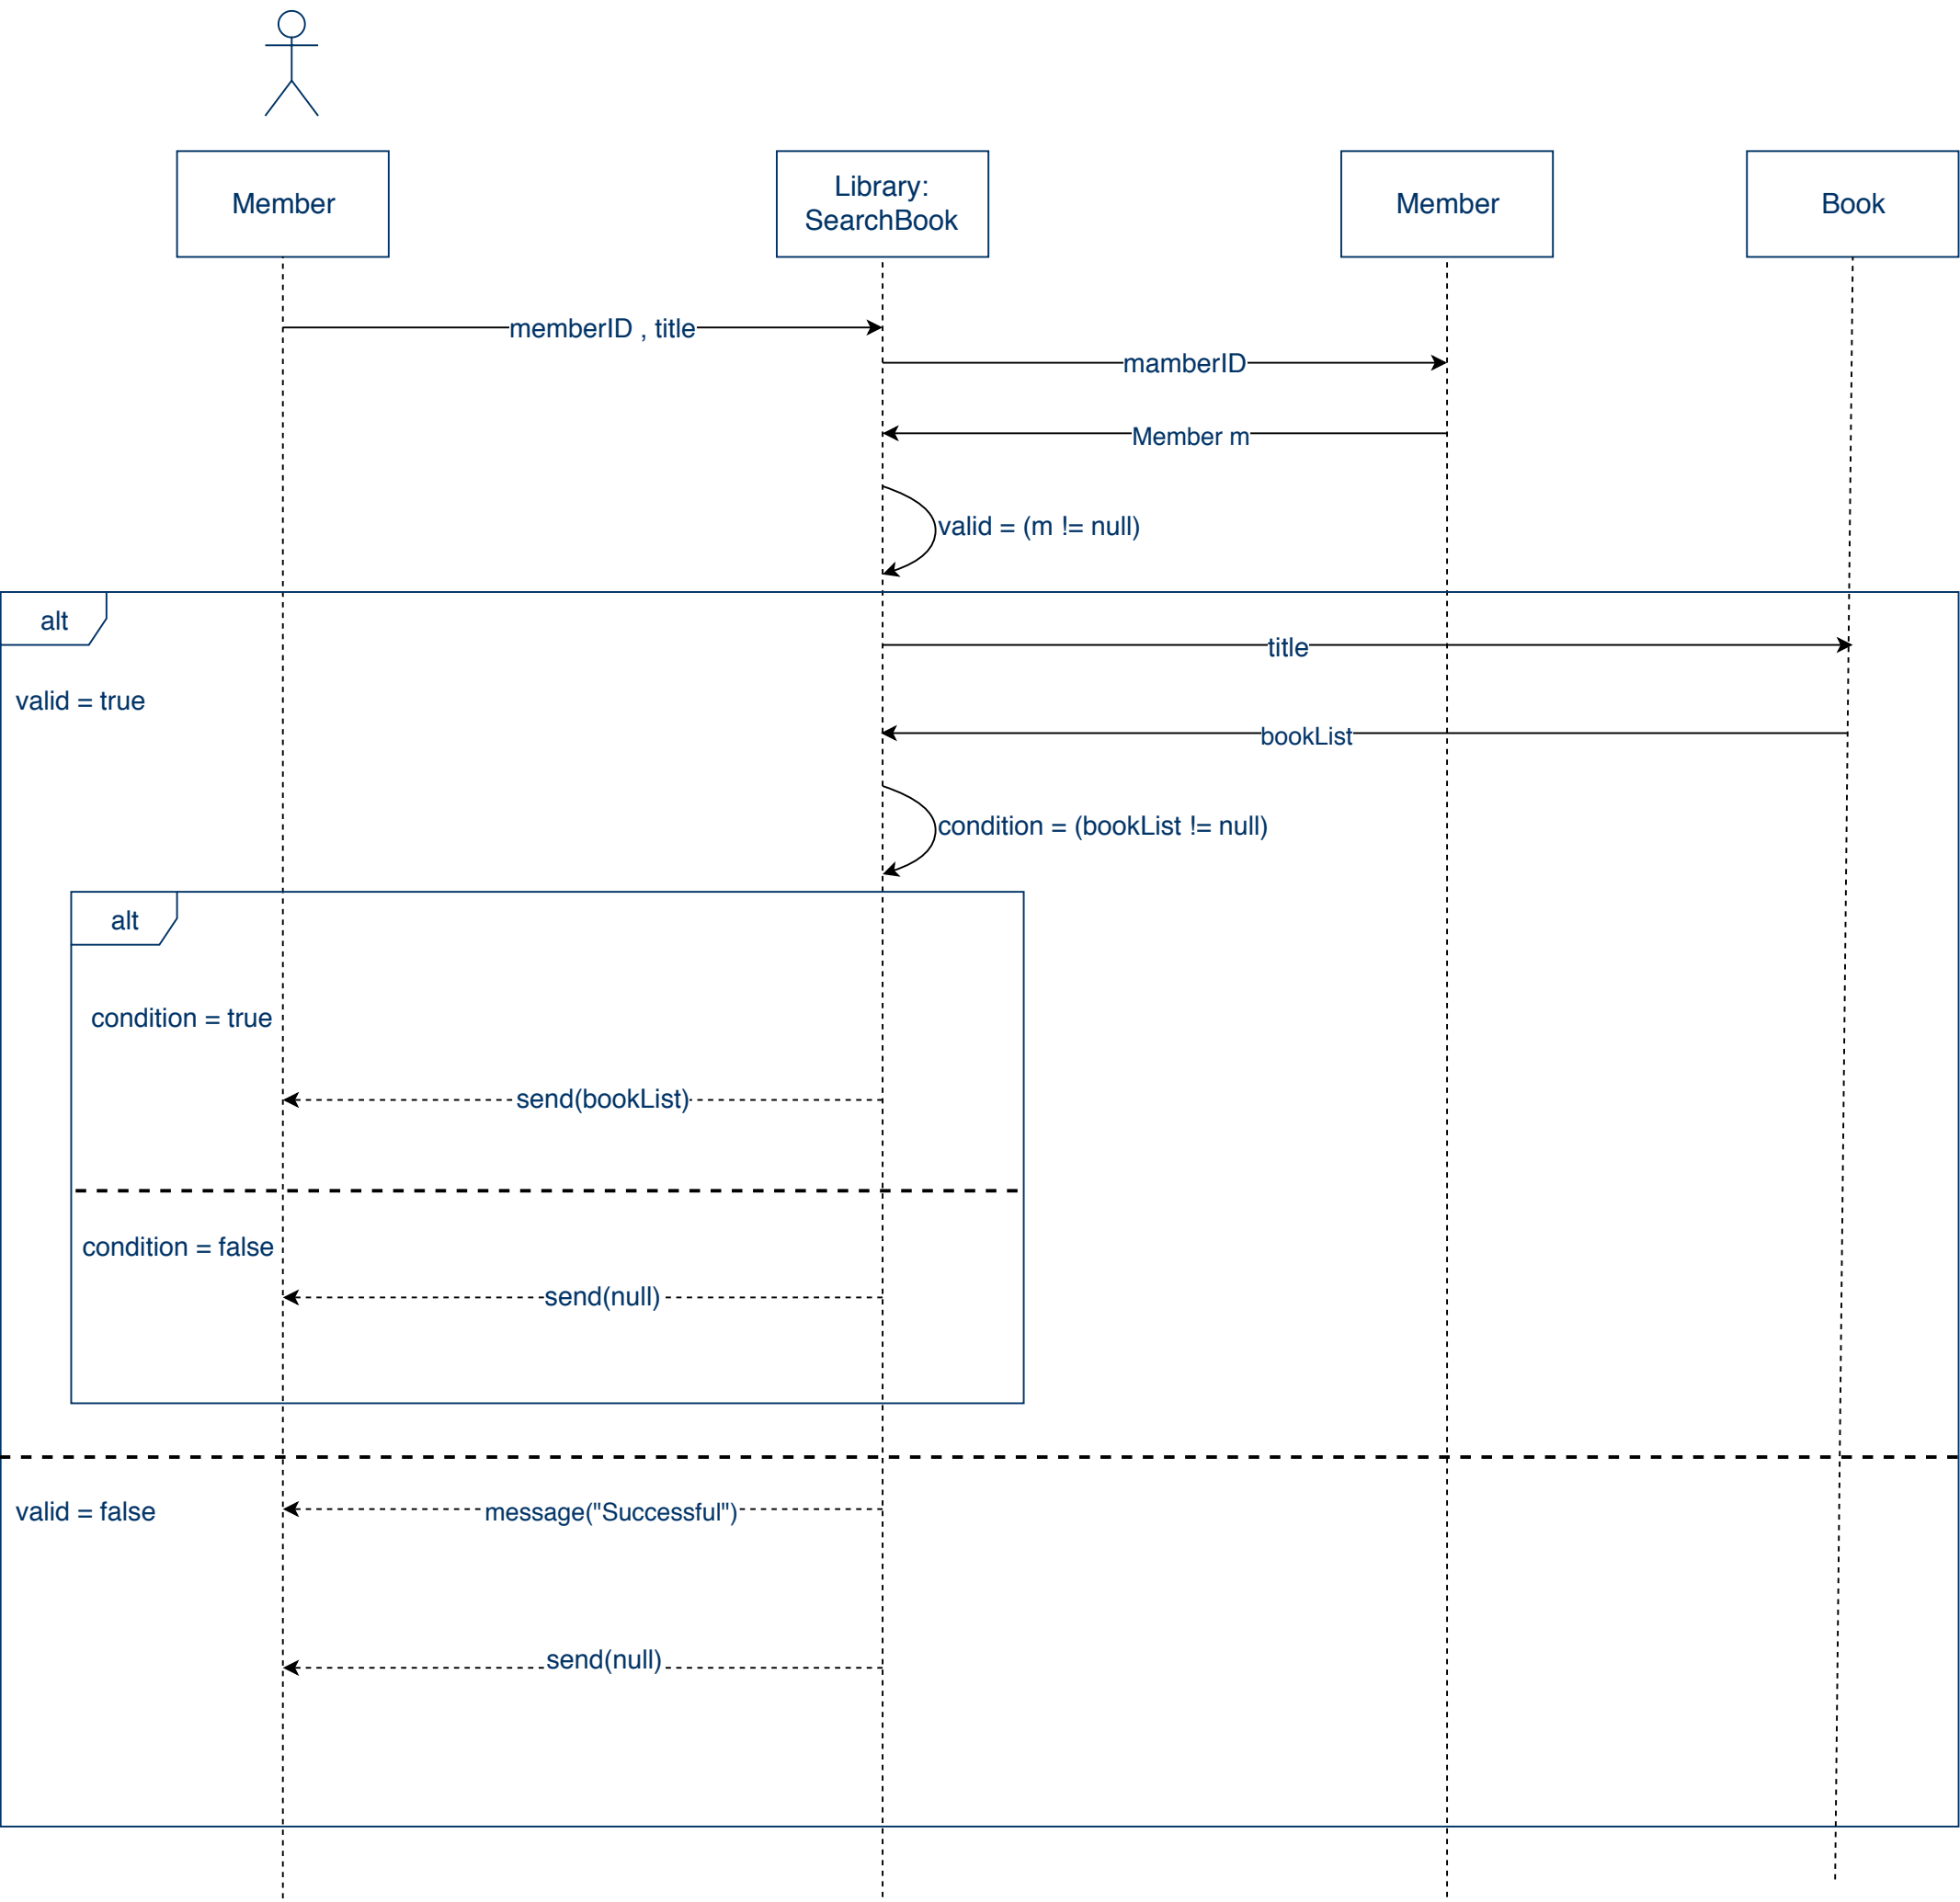 Member
Library:
SearchBook
Member
Book
memberID , title
mamberID
Member m
valid = (m != null)
alt
title
valid = true
bookList
condition = (bookList != null)
alt
condition = true
send(bookList)
condition = false
send(null)
valid = false
message("Successful")
send(null)